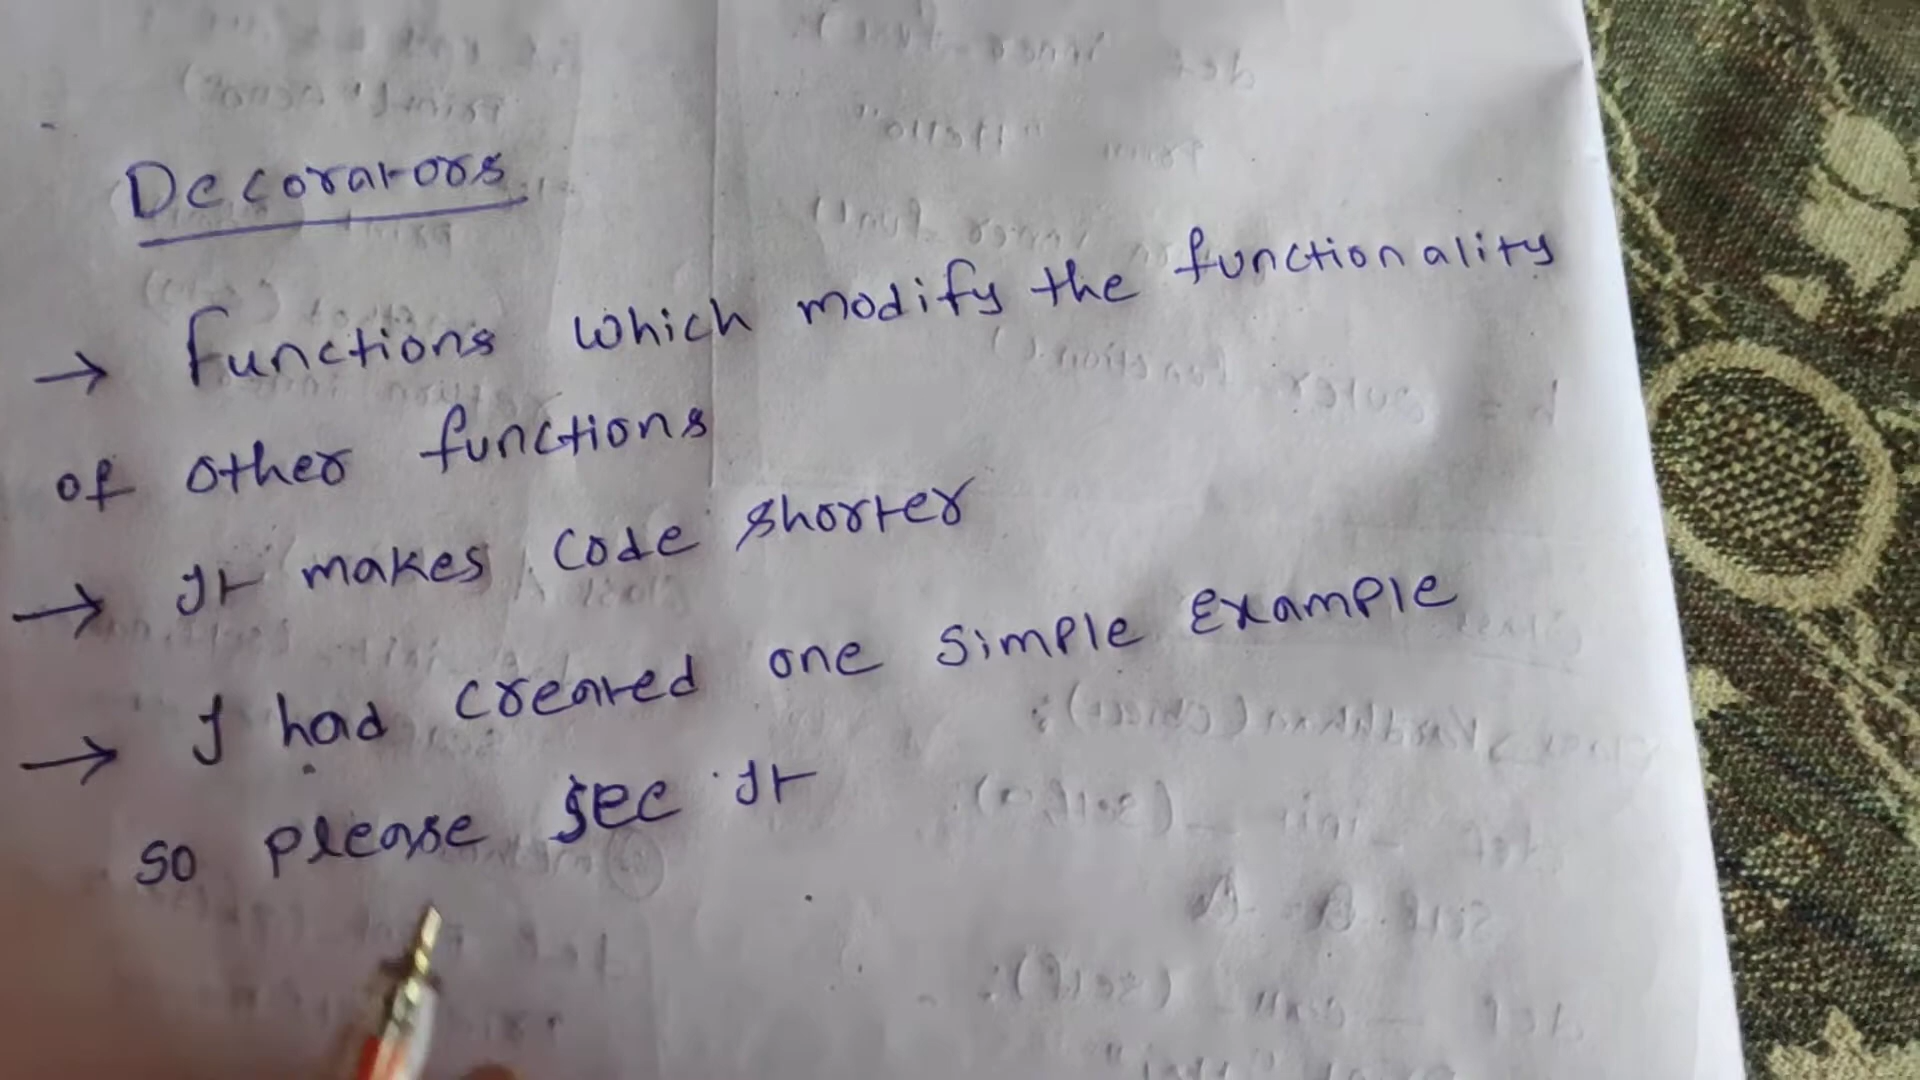 Decorators
→ Functions which modify the functionality
of other functions
→ It makes code shorter
→ I had created one simple example
so please see it